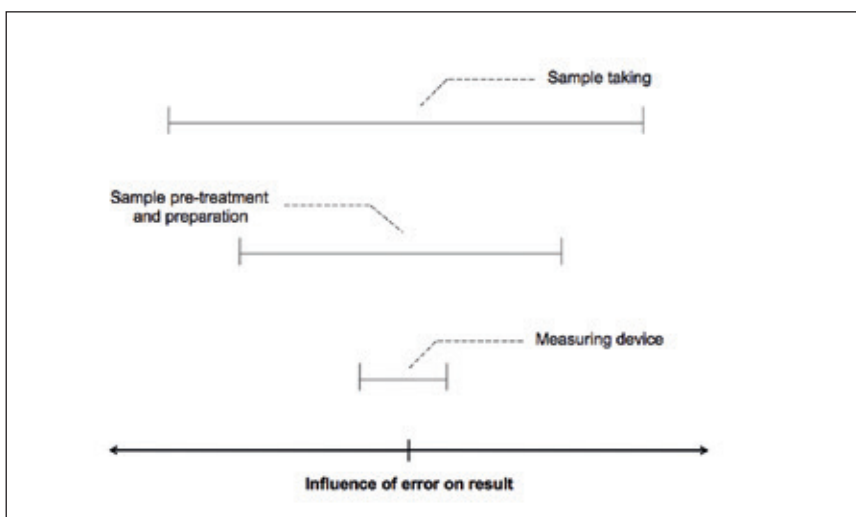 Sample taking
Sample pre-treatment
and preparation
Measuring device
Influence of error on result